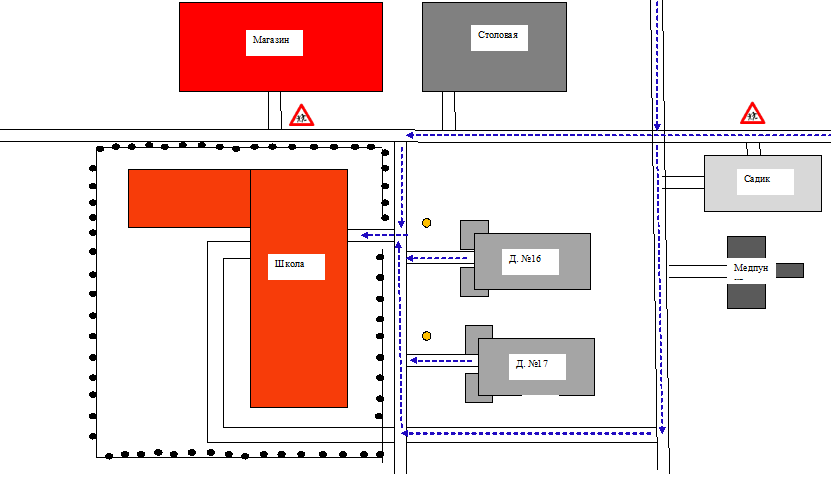 Магазин
Столовая
Садик
Школа
Д. №16
Медпун
Д. №17